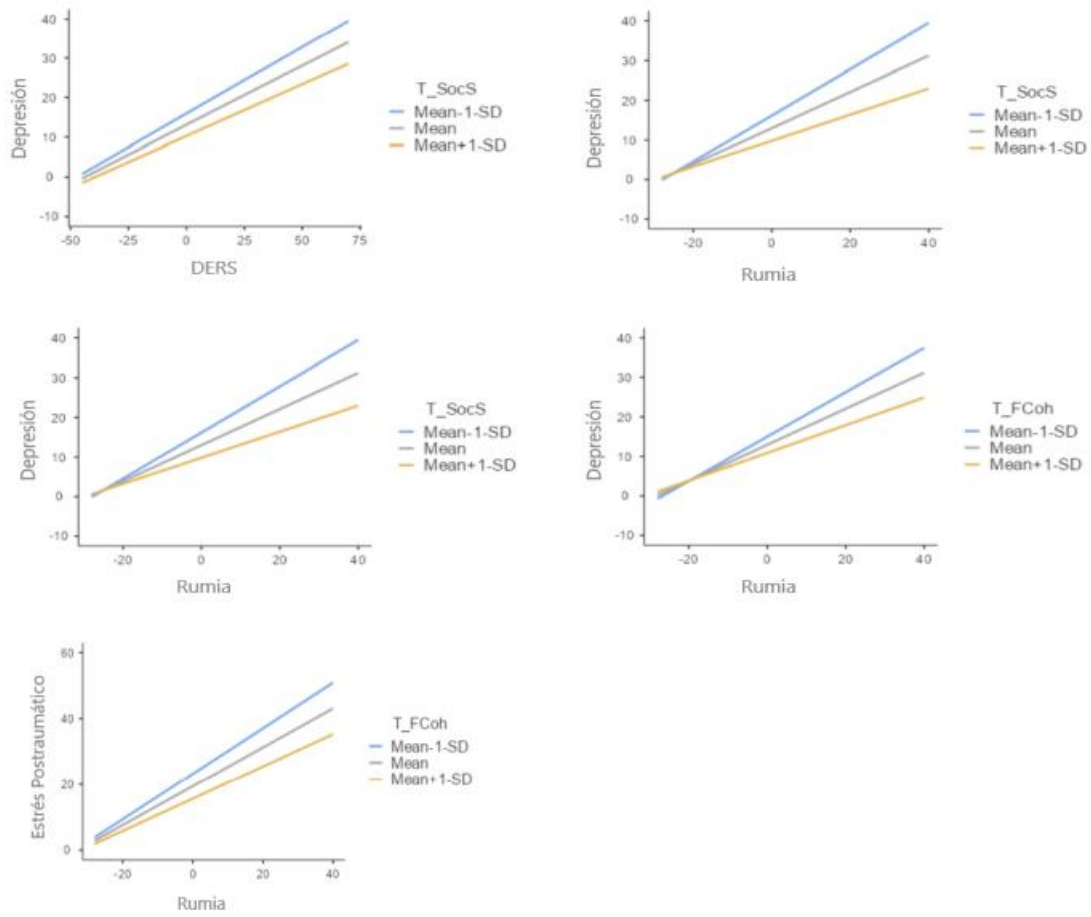 40
30
20
10
0
-10
Depresión
-50
-25
0
25
50
75
DERS
T_SocS
Mean-1-SD
Mean
Mean+1-SD
40
30
20
10
0
-10
Depresión
-20
0
20
40
Rumia
T_SocS
Mean-1-SD
Mean
Mean+1-SD
40
30
20
10
0
-10
Depresión
-20
0
20
40
Rumia
T_SocS
Mean-1-SD
Mean
Mean+1-SD
40
30
20
10
0
-10
Depresión
-20
0
20
40
Rumia
T_FCoh
Mean-1-SD
Mean
Mean+1-SD
60
40
20
0
Estrés Postraumático
-20
0
20
40
Rumia
T_FCoh
Mean-1-SD
Mean
Mean+1-SD